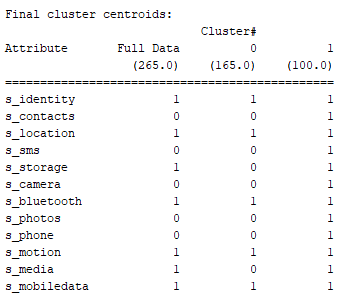 Final cluster centroids:
Cluster#
Attribute Full Data 0 1
(265.0) (165.0) (100.0)
================================================
s_identity 1 1 1
s_contacts 0 0 1
s_location 1 1 1
s_sms 0 0 1
s_storage 1 0 1
s_camera 0 0 1
s_bluetooth 1 1 1
s_photos 0 0 1
s_phone 0 0 1
s_motion 1 1 1
s_media 1 0 1
s_mobiledata 1 1 1